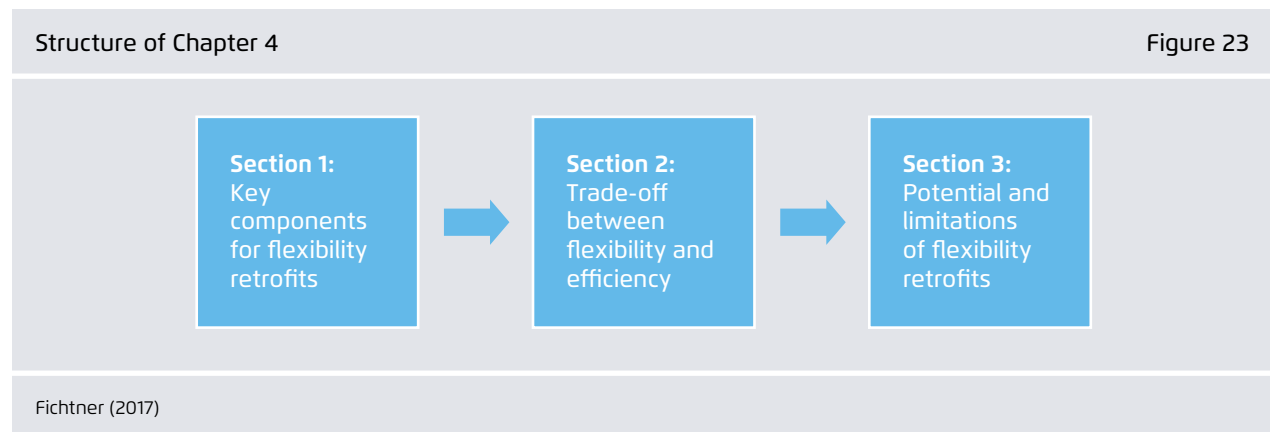 Structure of Chapter 4
Figure 23
Section 1:
Key
components
for flexibility
retrofits
Section 2:
Trade-off
between
flexibility and
efficiency
Section 3:
Potential and
limitations
of flexibility
retrofits
Fichtner (2017)